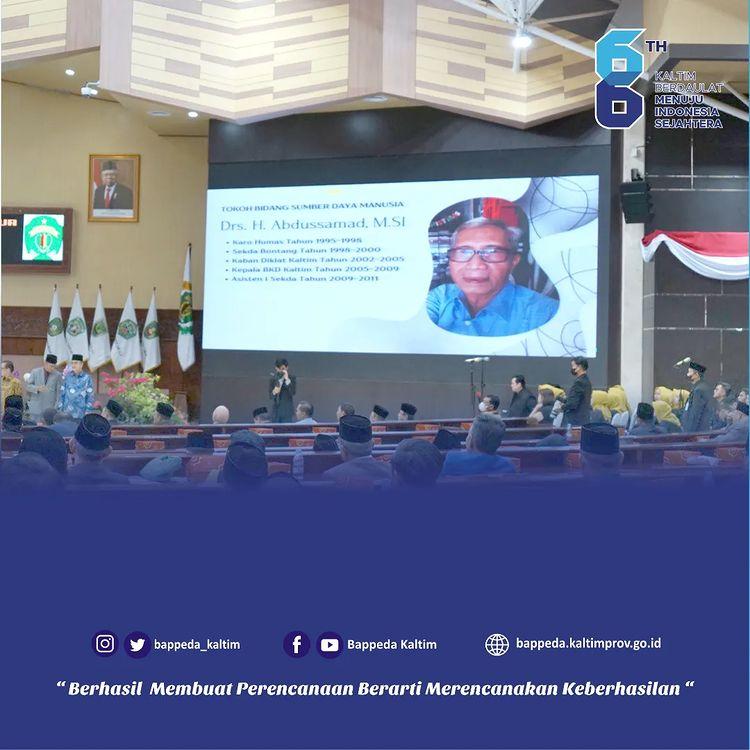 TH
KALTIM
BERDAULAT
MENUJU
INDONESIA
SEJAHTERA
TOKOH BIDANG SUMBER DAYA MANUSIA
Drs. H. Abdussamad, M.SI
• Karo Humas Tahun 1995-1998
• Sekda Bontang Tahun 1998-2000
• Kaban Diklat Kaltim Tahun 2002-2005
• Kepala BKD Kaltim Tahun 2005-2009
• Asisten I Sekda Tahun 2009-2011
bappeda_kaltim
Bappeda Kaltim
bappeda.kaltimprov.go.id
“ Berhasil Membuat Perencanaan Berarti Merencanakan Keberhasilan “